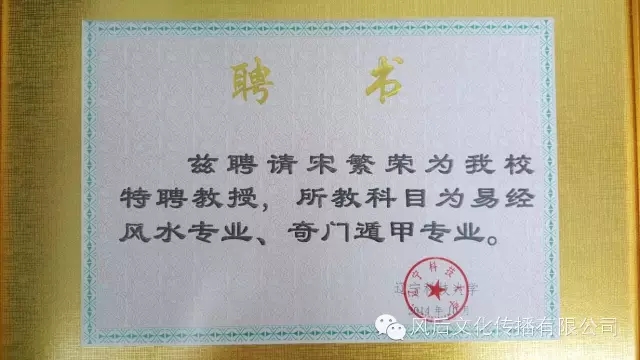 聘 书
兹聘请宋繁荣为我校
特聘教授，所教科目为易经
风水专业、奇门遁甲专业。
风后文化传播有限公司